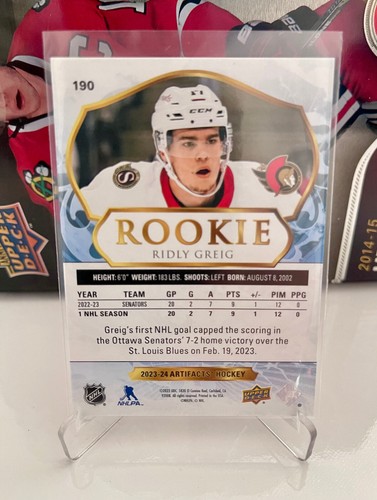 190
17
CCM
S
ROOKIE
RIDLY GREIG
HEIGHT: 6'0" WEIGHT: 183 LBS. SHOOTS: LEFT BORN: AUGUST 8, 2002
YEAR TEAM GP G A PTS +/- PIM PPG
2022-23 SENATORS 20 2 7 9 1 12 0
1 NHL SEASON 20 2 7 9 1 12 0
Greig's first NHL goal capped the scoring in
the Ottawa Senators' 7-2 home victory over the
St. Louis Blues on Feb. 19, 2023.
2023-24 ARTIFACTS HOCKEY
NHL
NHLPA
UPPER DECK
UPPER DECK
2014-15